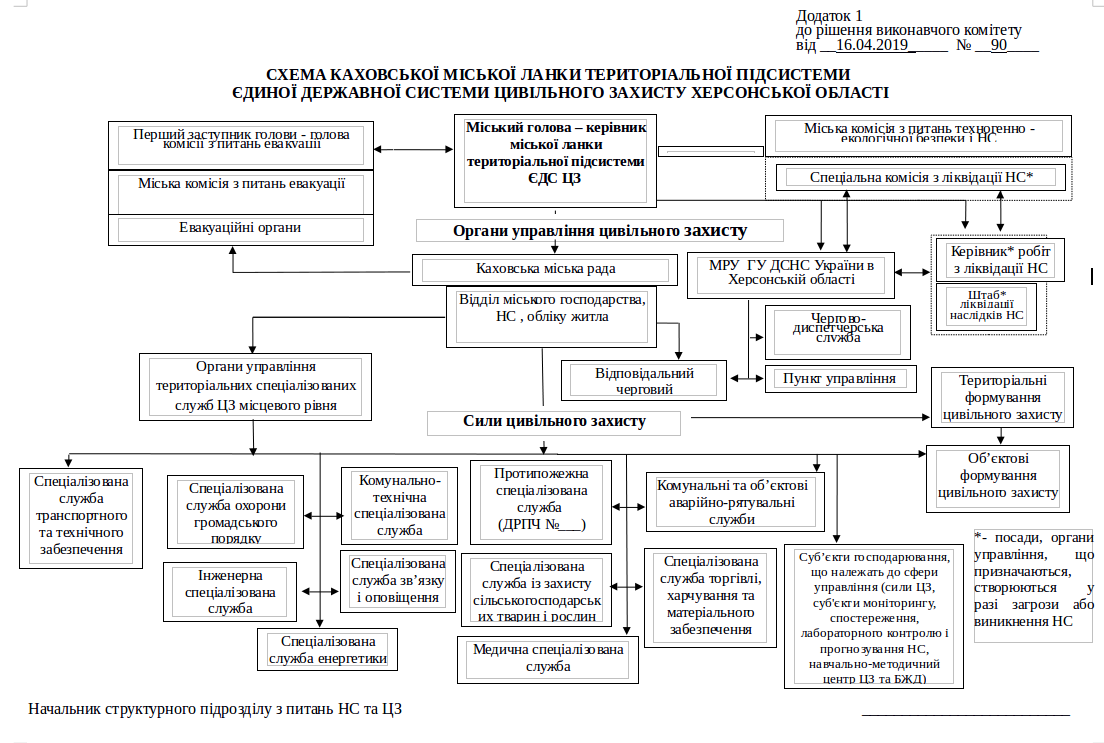 Додаток 1
до рішення виконавчого комітету
від __16.04.2019______ № __90____
СХЕМА КАХОВСЬКОЇ МІСЬКОЇ ЛАНКИ ТЕРИТОРІАЛЬНОЇ ПІДСИСТЕМИ
ЄДИНОЇ ДЕРЖАВНОЇ СИСТЕМИ ЦИВІЛЬНОГО ЗАХИСТУ ХЕРСОНСЬКОЇ ОБЛАСТІ
Перший заступник голови - голова
комісії з питань евакуації
Міська комісія з питань евакуації
Евакуаційні органи
Міський голова – керівник
міської ланки
територіальної підсистеми
ЄДС ЦЗ
Міська комісія з питань техногенно -
екологічної безпеки і НС
Спеціальна комісія з ліквідації НС*
Органи управління цивільного захисту
Каховська міська рада
МРУ ГУ ДСНС України в
Херсонській області
Керівник* робіт
з ліквідації НС
Штаб*
ліквідації
наслідків НС
Відділ міського господарства,
НС , обліку житла
Чергово-
диспетчерська
служба
Органи управління
територіальних спеціалізованих
служб ЦЗ місцевого рівня
Відповідальний
черговий
Пункт управління
Територіальні
формування
цивільного захисту
Сили цивільного захисту
Об’єктові
формування
цивільного захисту
Спеціалізована
служба
транспортного
та технічного
забезпечення
Спеціалізована
служба охорони
громадського
порядку
Комунально-
технічна
спеціалізована
служба
Протипожежна
спеціалізована
служба
(ДРПЧ №___)
Комунальні та об’єктові
аварійно-рятувальні
служби
Інженерна
спеціалізована
служба
Спеціалізована
служба зв’язку
і оповіщення
Спеціалізована
служба із захисту
сільськогосподарськ
их тварин і рослин
Спеціалізована
служба торгівлі,
харчування та
матеріального
забезпечення
Суб’єкти господарювання,
що належать до сфери
управління (сили ЦЗ,
суб'єкти моніторингу,
спостереження,
лабораторного контролю і
прогнозування НС,
навчально-методичний
центр ЦЗ та БЖД)
*- посади, органи
управління, що
призначаються,
створюються у
разі загрози або
виникнення НС
Спеціалізована
служба енергетики
Медична спеціалізована
служба
Начальник структурного підрозділу з питань НС та ЦЗ __________________________